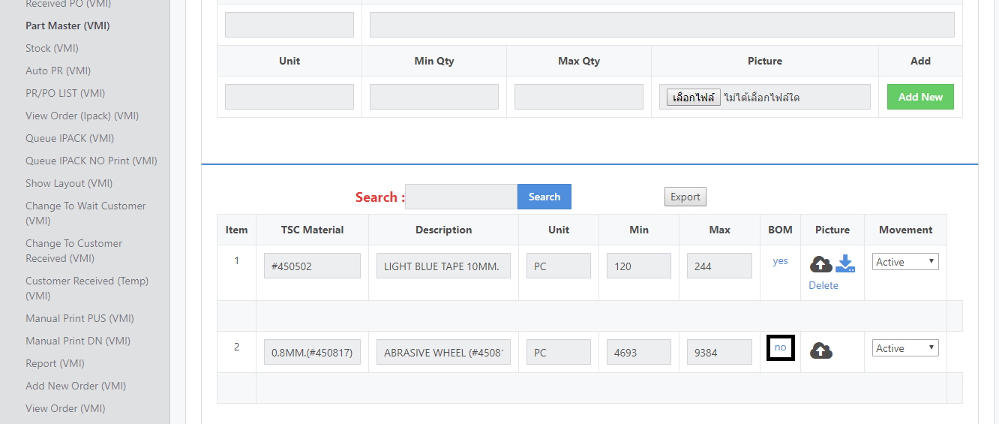 Received PO (VMI)
Part Master (VMI)
Stock (VMI)
Auto PR (VMI)
PR/PO LIST (VMI)
View Order (Ipack) (VMI)
Queue IPACK (VMI)
Queue IPACK NO Print (VMI)
Show Layout (VMI)
Change To Wait Customer
(VMI)
Change To Customer
Received (VMI)
Customer Received (Temp)
(VMI)
Manual Print PUS (VMI)
Manual Print DN (VMI)
Report (VMI)
Add New Order (VMI)
View Order (VMI)
Unit Min Qty Max Qty Picture Add
เลือกไฟล์ ไม่ได้เลือกไฟล์ใด Add New
Search : Search Export
Item TSC Material Description Unit Min Max BOM Picture Movement
1 #450502 LIGHT BLUE TAPE 10MM. PC 120 244 yes Active
Delete
2 0.8MM.(#450817) ABRASIVE WHEEL (#4508 PC 4693 9384 no Active